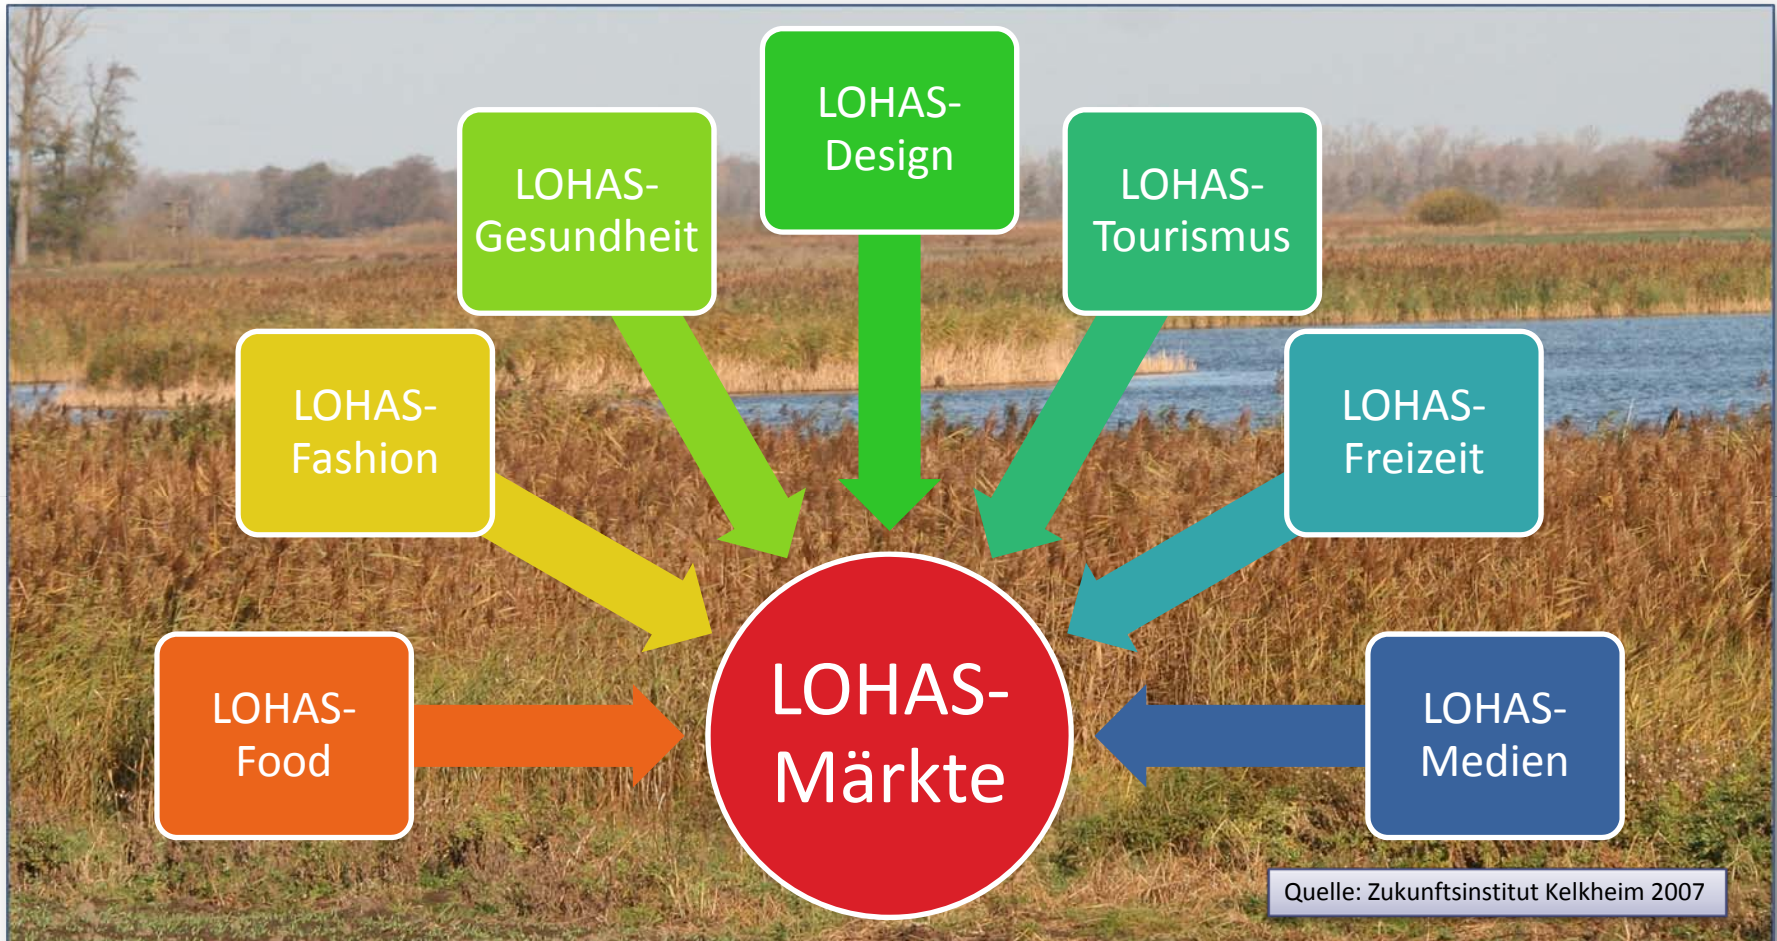 LOHAS-
Food
LOHAS-
Fashion
LOHAS-
Gesundheit
LOHAS-
Design
LOHAS-
Tourismus
LOHAS-
Freizeit
LOHAS-
Medien
LOHAS-
Märkte
Quelle: Zukunftsinstitut Kelkheim 2007